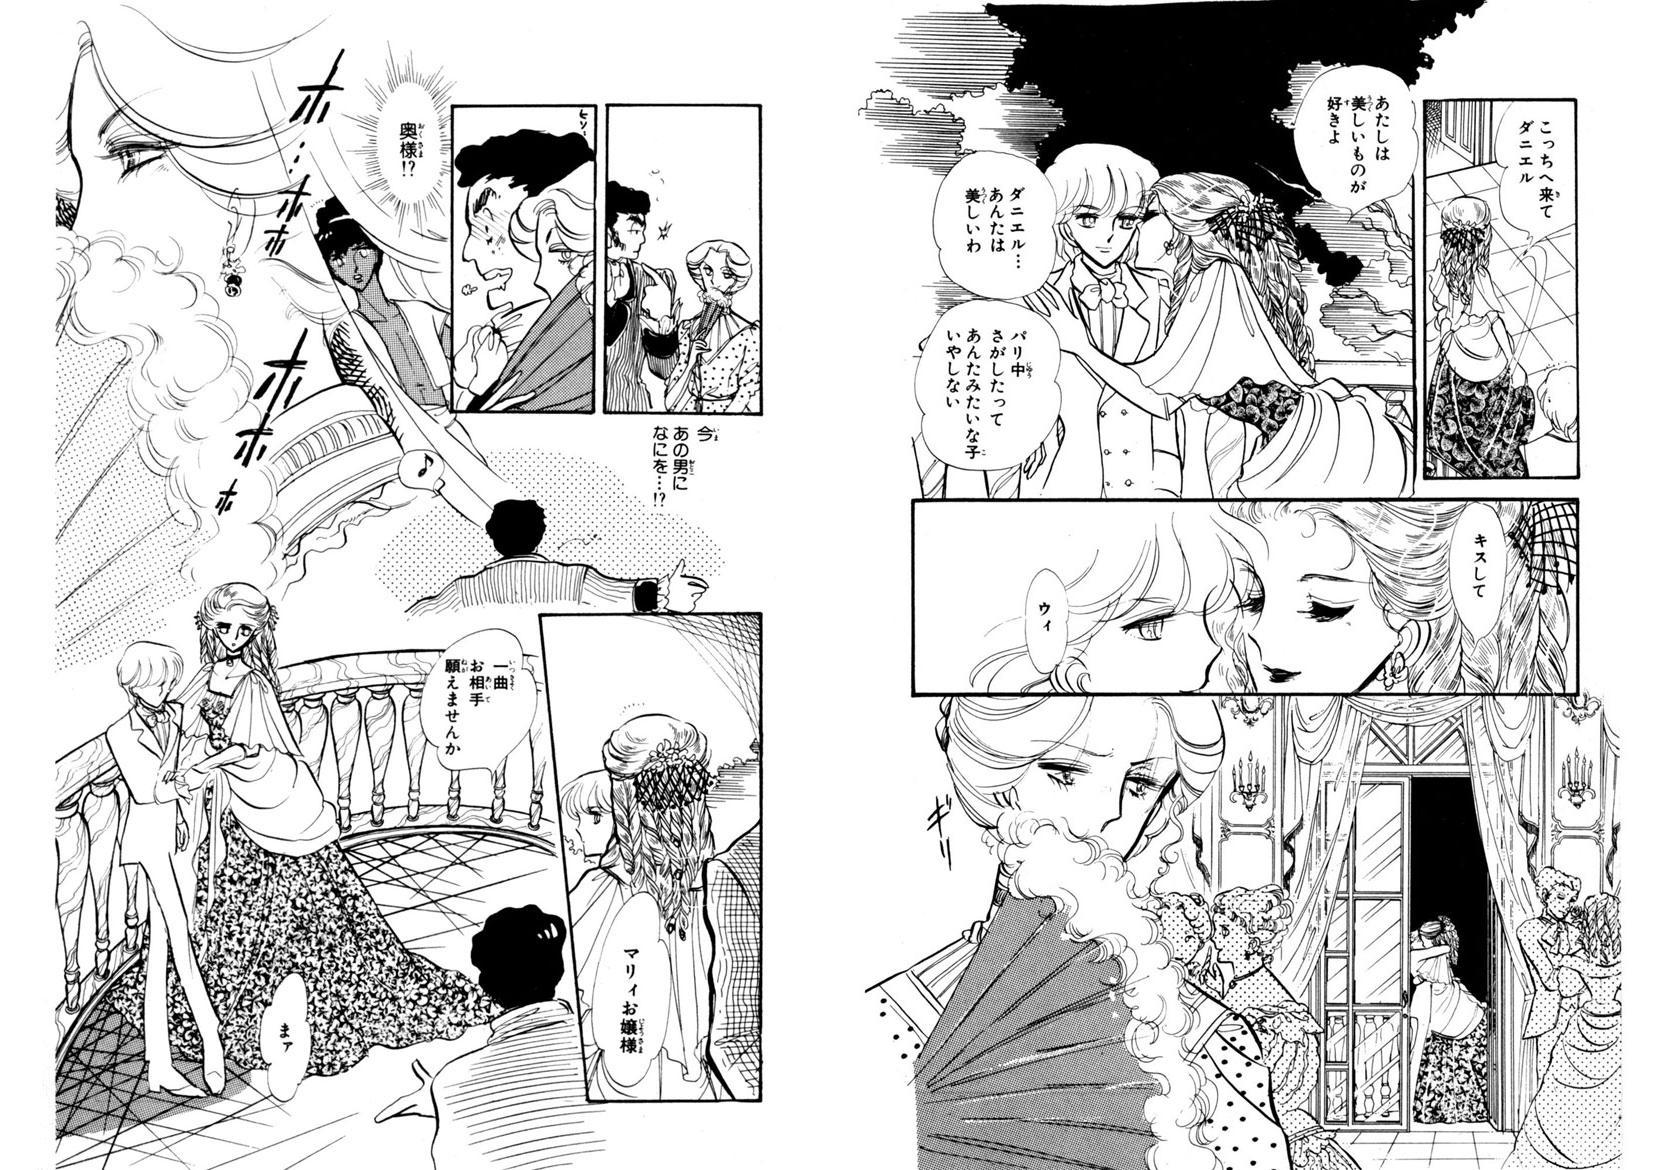 こっちへ来て
ダニエル
あたしは
美しいものが
好きよ
ダニエル…
あんたは
美しいわ
パリ中
さがしたって
あんたみたいな子
いやしない
キスして
ウィ
ギリ
ヒソ…
奥様!?
ホ…ホホ
ホホホ…
今
あの男に
なにを…!?
マリィお嬢様
一曲
お相手
願えませんか
まァ